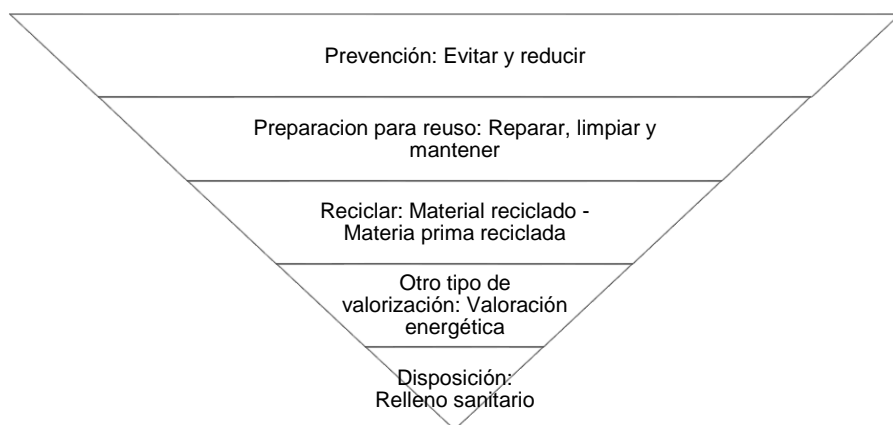 Prevención: Evitar y reducir
Preparacion para reuso: Reparar, limpiar y
mantener
Reciclar: Material reciclado -
Materia prima reciclada
Otro tipo de
valorización: Valoración
energética
Disposición:
Relleno sanitario